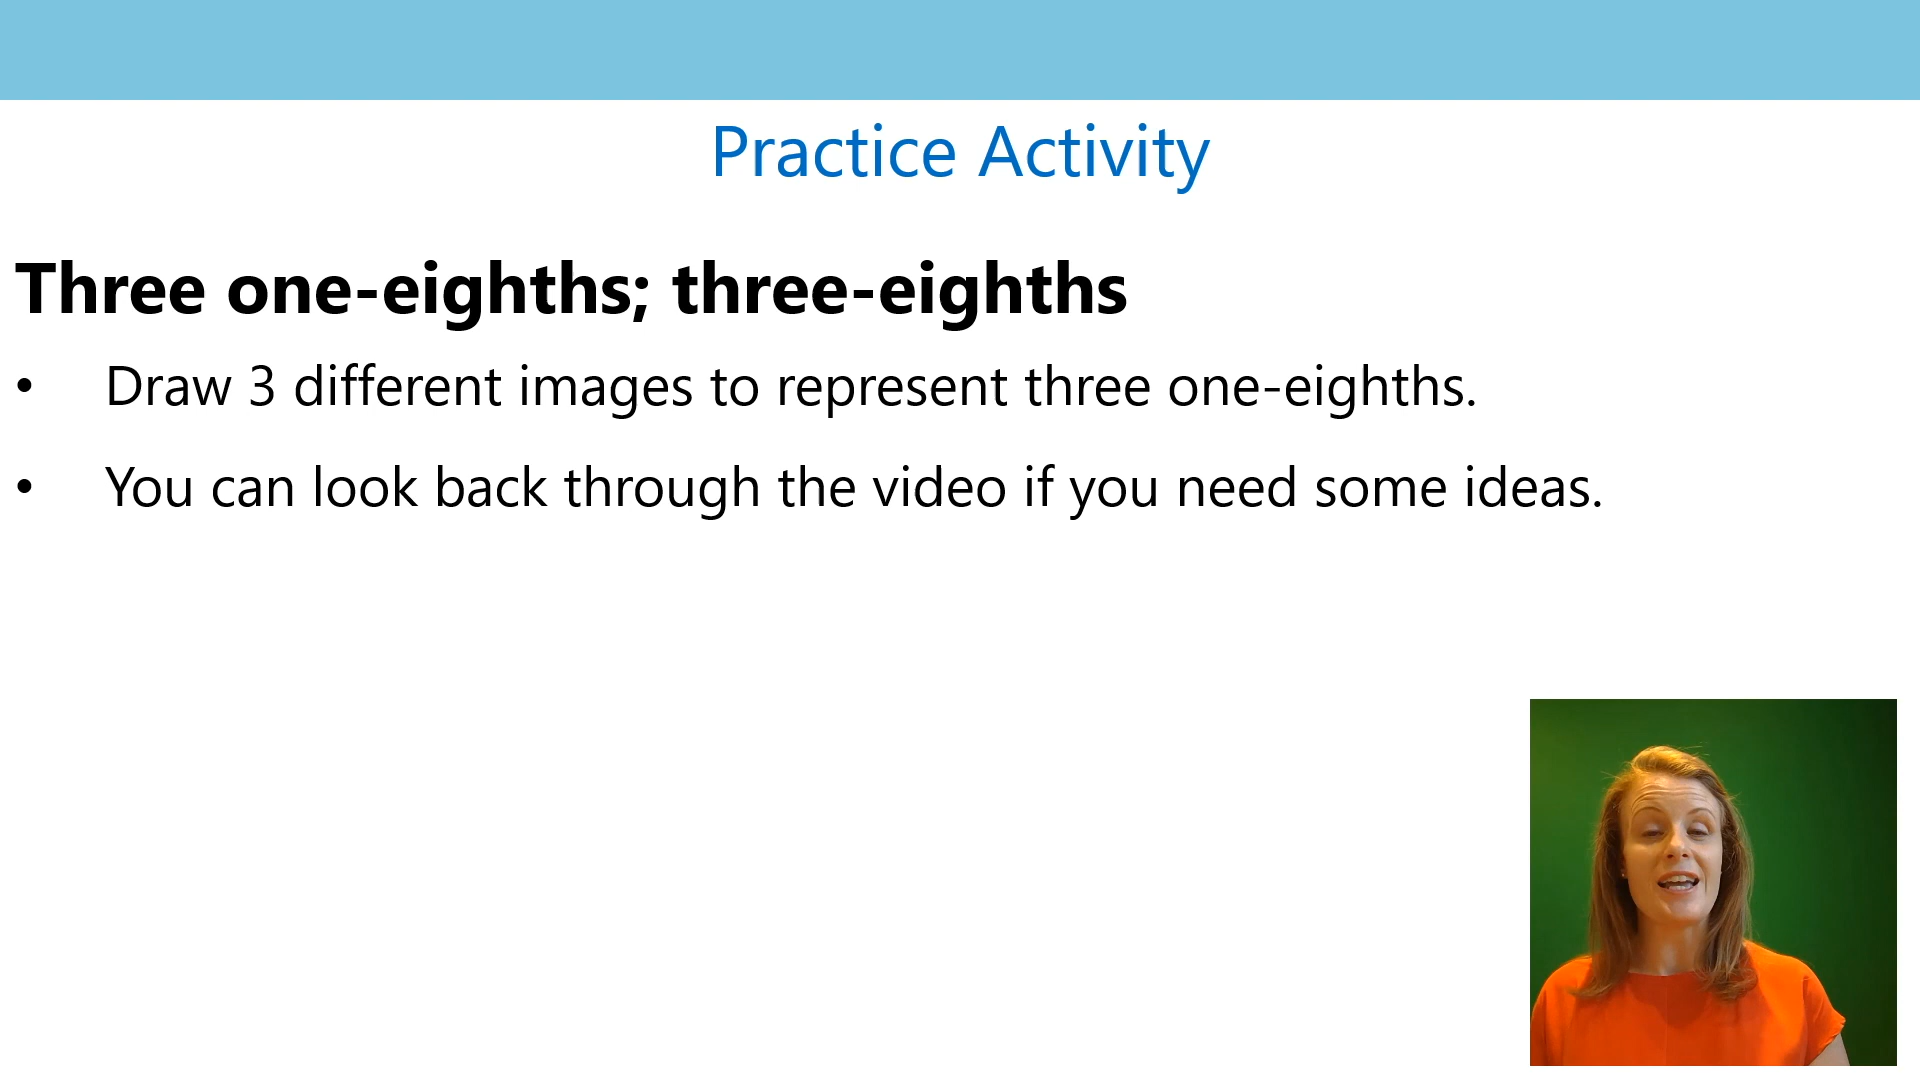 Practice Activity
Three one-eighths; three-eighths
• Draw 3 different images to represent three one-eighths.
• You can look back through the video if you need some ideas.